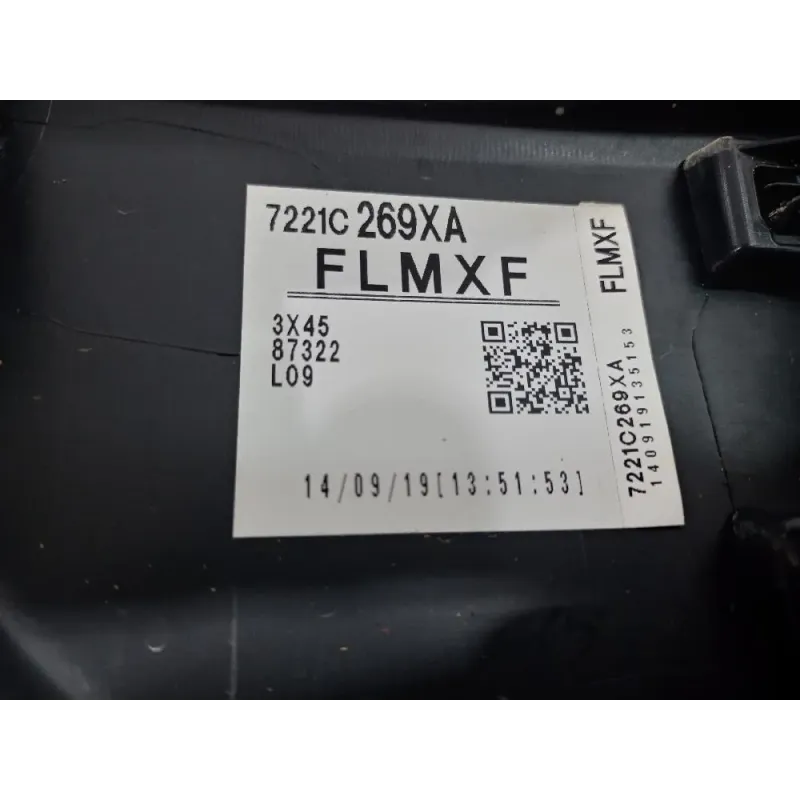 7221C 269XA
FLMXF
3X45
87322
L09
14/09/19[13:51:53]
7221C269XA FLMXF
140919135153